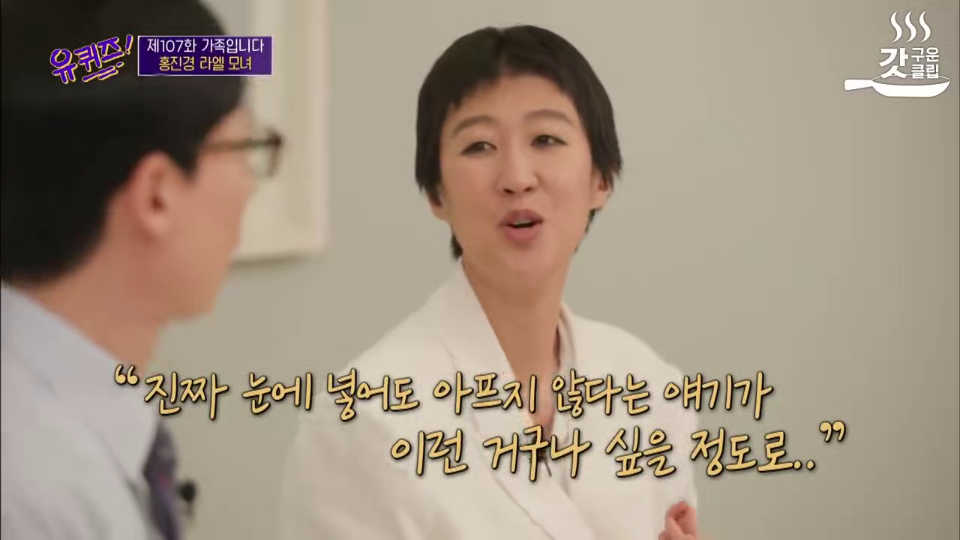 유퀴즈!
제107화 가족입니다
홍진경 라엘 모녀
갓구운클립
“진짜 눈에 넣어도 아프지 않다는 얘기가
이런 거구나 싶을 정도로..”